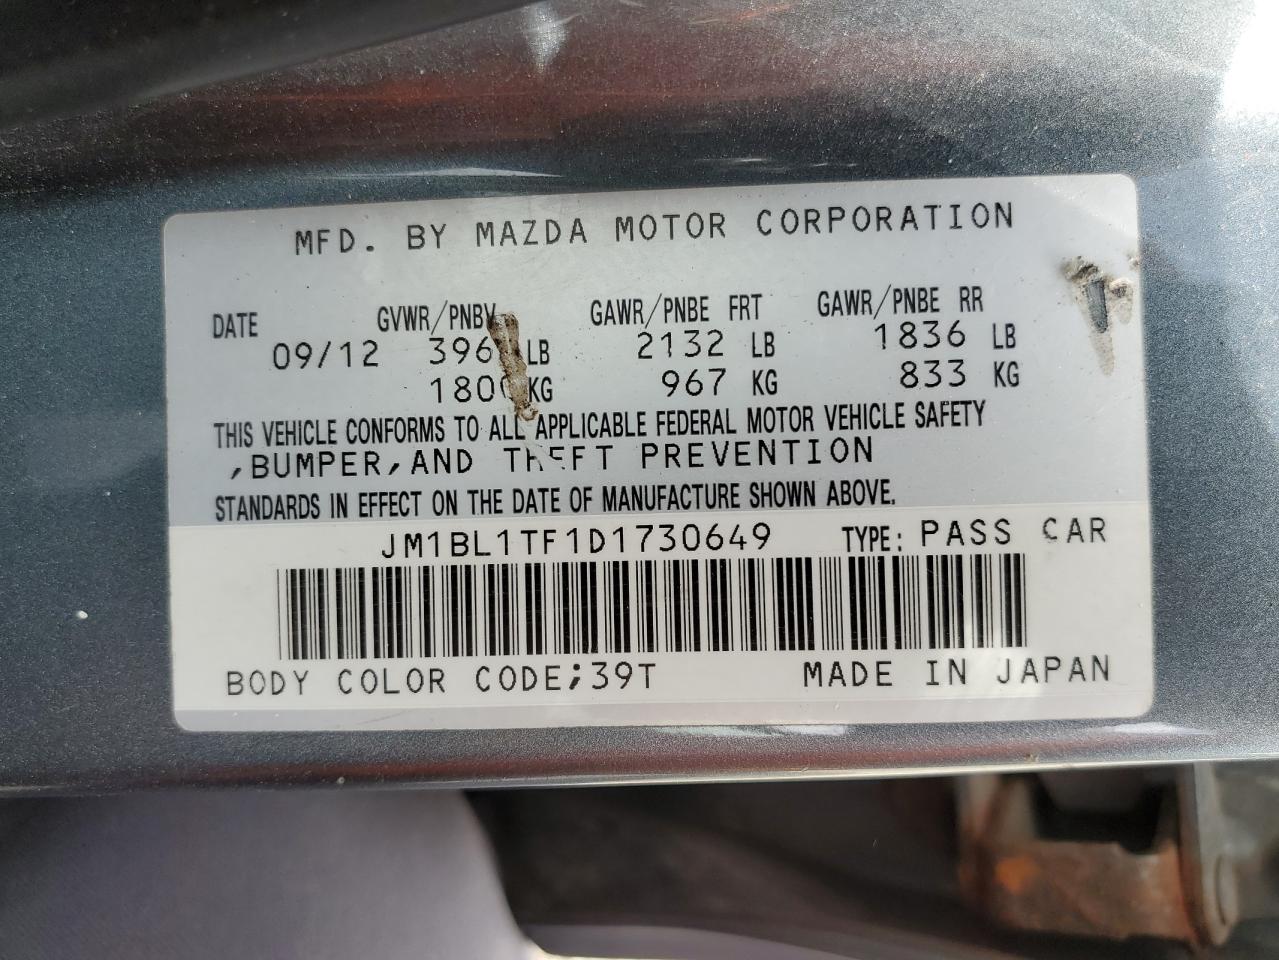 MFD. BY MAZDA MOTOR CORPORATION
DATE GVWR/PNBV GAWR/PNBE FRT GAWR/PNBE RR
09/12 LB 2132 LB 1836 LB
KG 967 KG 833 KG
THIS VEHICLE CONFORMS TO ALL APPLICABLE FEDERAL MOTOR VEHICLE SAFETY
,BUMPER,AND THEFT PREVENTION
STANDARDS IN EFFECT ON THE DATE OF MANUFACTURE SHOWN ABOVE.
JM1BL1TF1D1730649 TYPE: PASS CAR
BODY COLOR CODE;39T MADE IN JAPAN